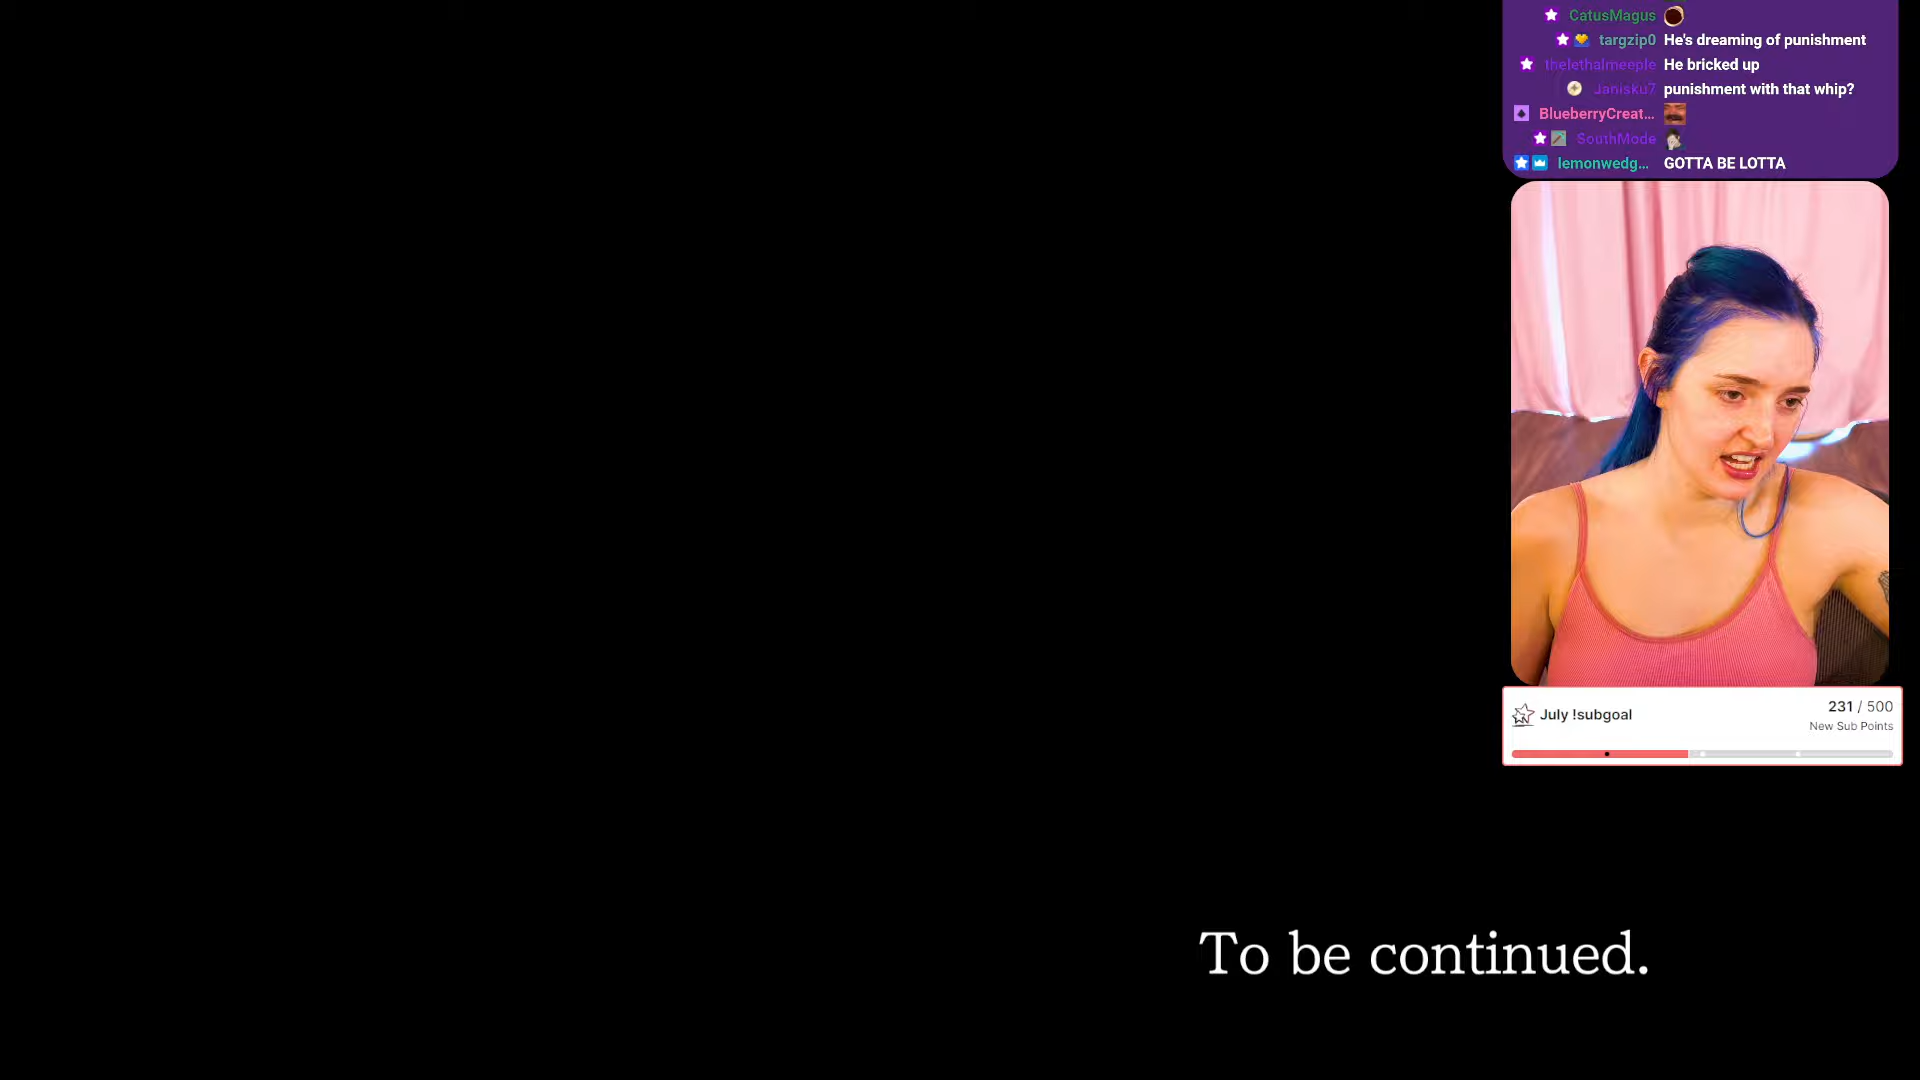 CatusMagus
targzip0 He's dreaming of punishment
thelethalmeeple He bricked up
Janisku7 punishment with that whip?
BlueberryCreat...
SouthMode
lemonwedg... GOTTA BE LOTTA
July !subgoal
231 / 500
New Sub Points
To be continued.